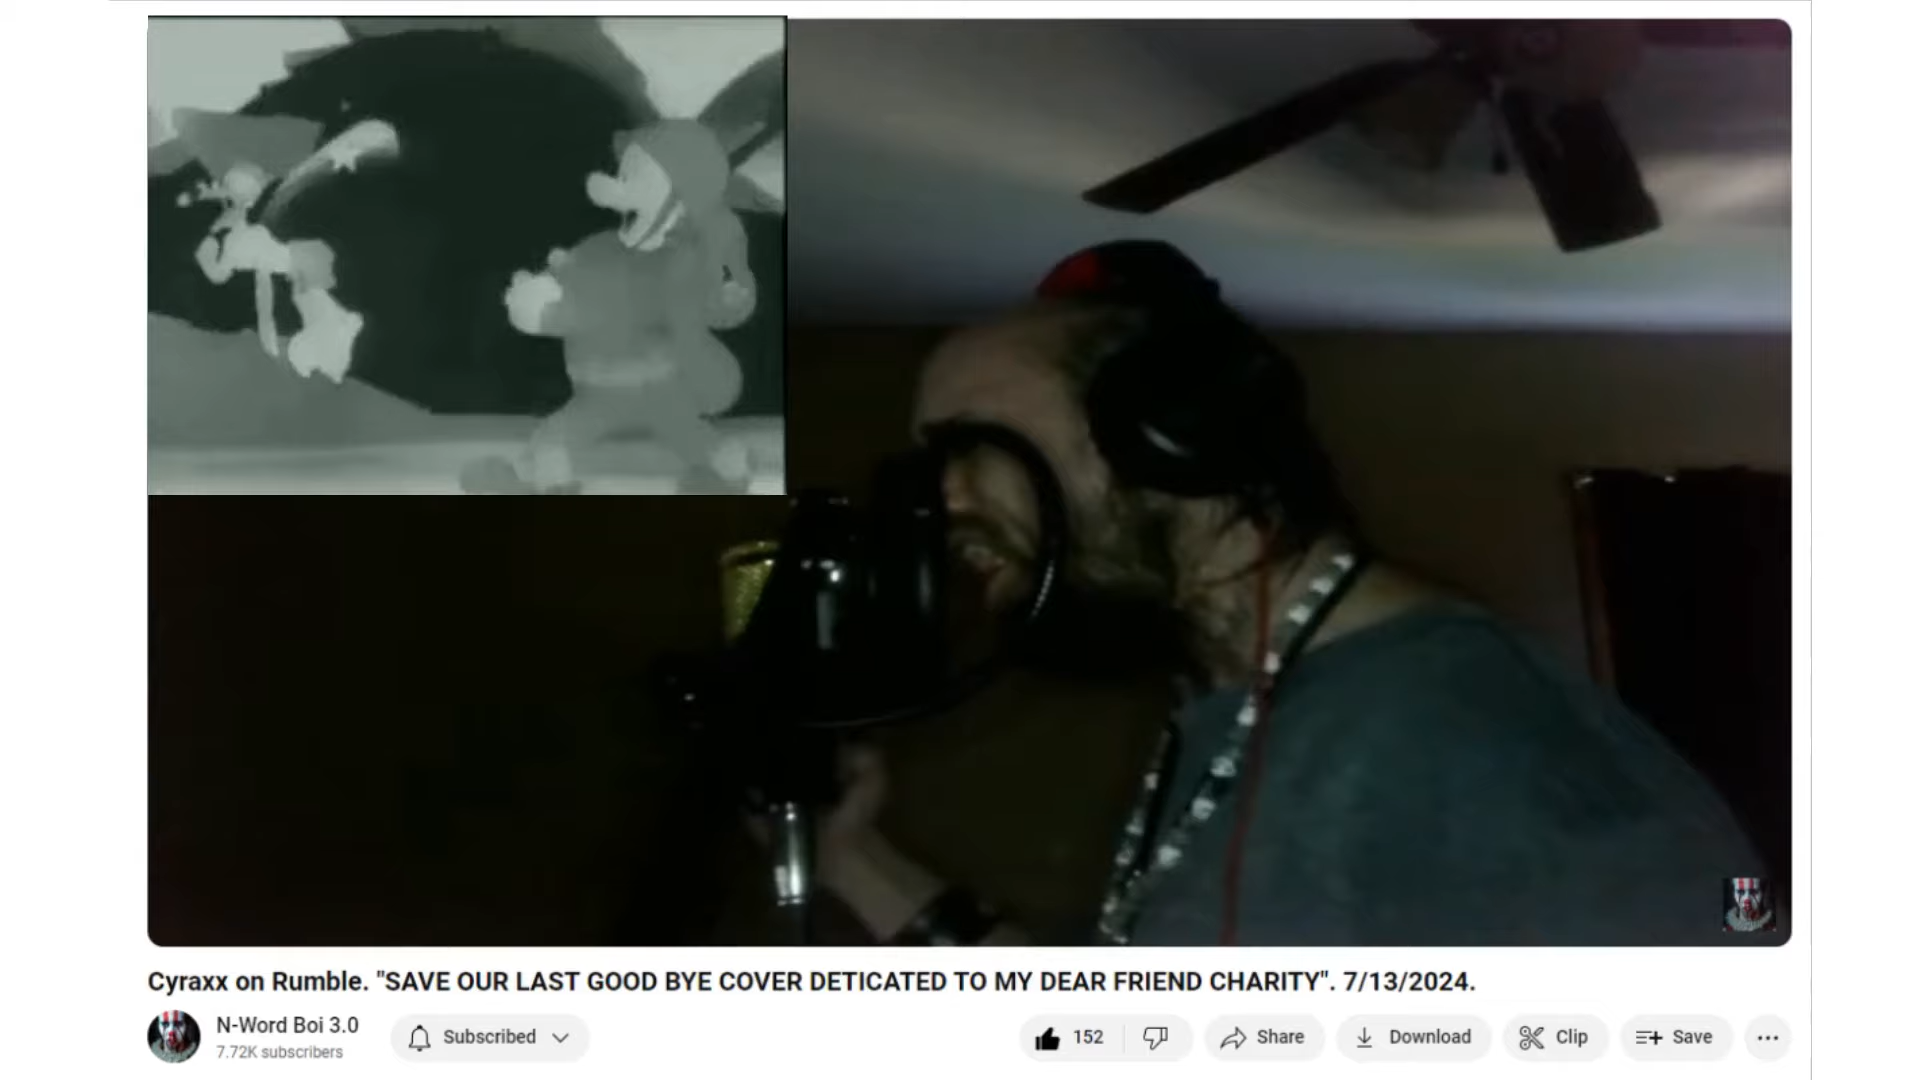 Cyraxx on Rumble. "SAVE OUR LAST GOOD BYE COVER DETICATED TO MY DEAR FRIEND CHARITY". 7/13/2024.
N-Word Boi 3.0
7.72K subscribers
Subscribed
152
Share
Download
Clip
Save